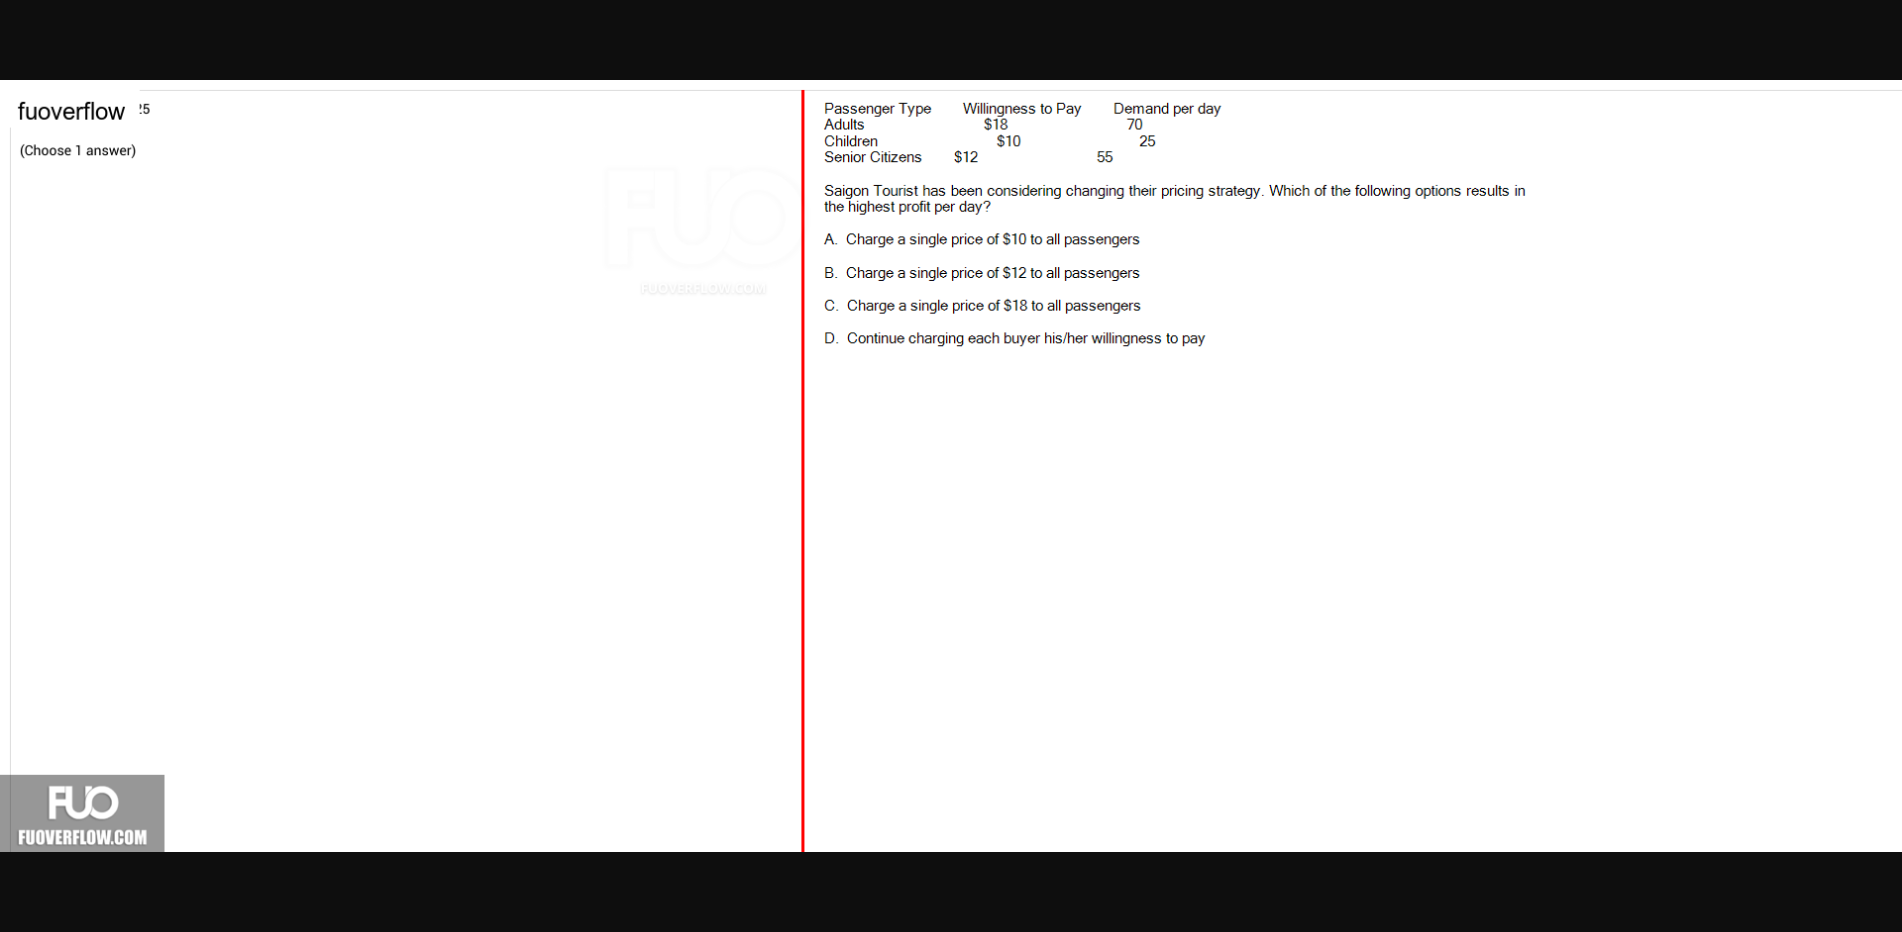 fuoverflow
25
(Choose 1 answer)
FUO
FUOVERFLOW.COM
Passenger Type Willingness to Pay Demand per day
Adults $18 70
Children $10 25
Senior Citizens $12 55
Saigon Tourist has been considering changing their pricing strategy. Which of the following options results in
the highest profit per day?
A. Charge a single price of $10 to all passengers
B. Charge a single price of $12 to all passengers
C. Charge a single price of $18 to all passengers
D. Continue charging each buyer his/her willingness to pay
FUO
FUOVERFLOW.COM